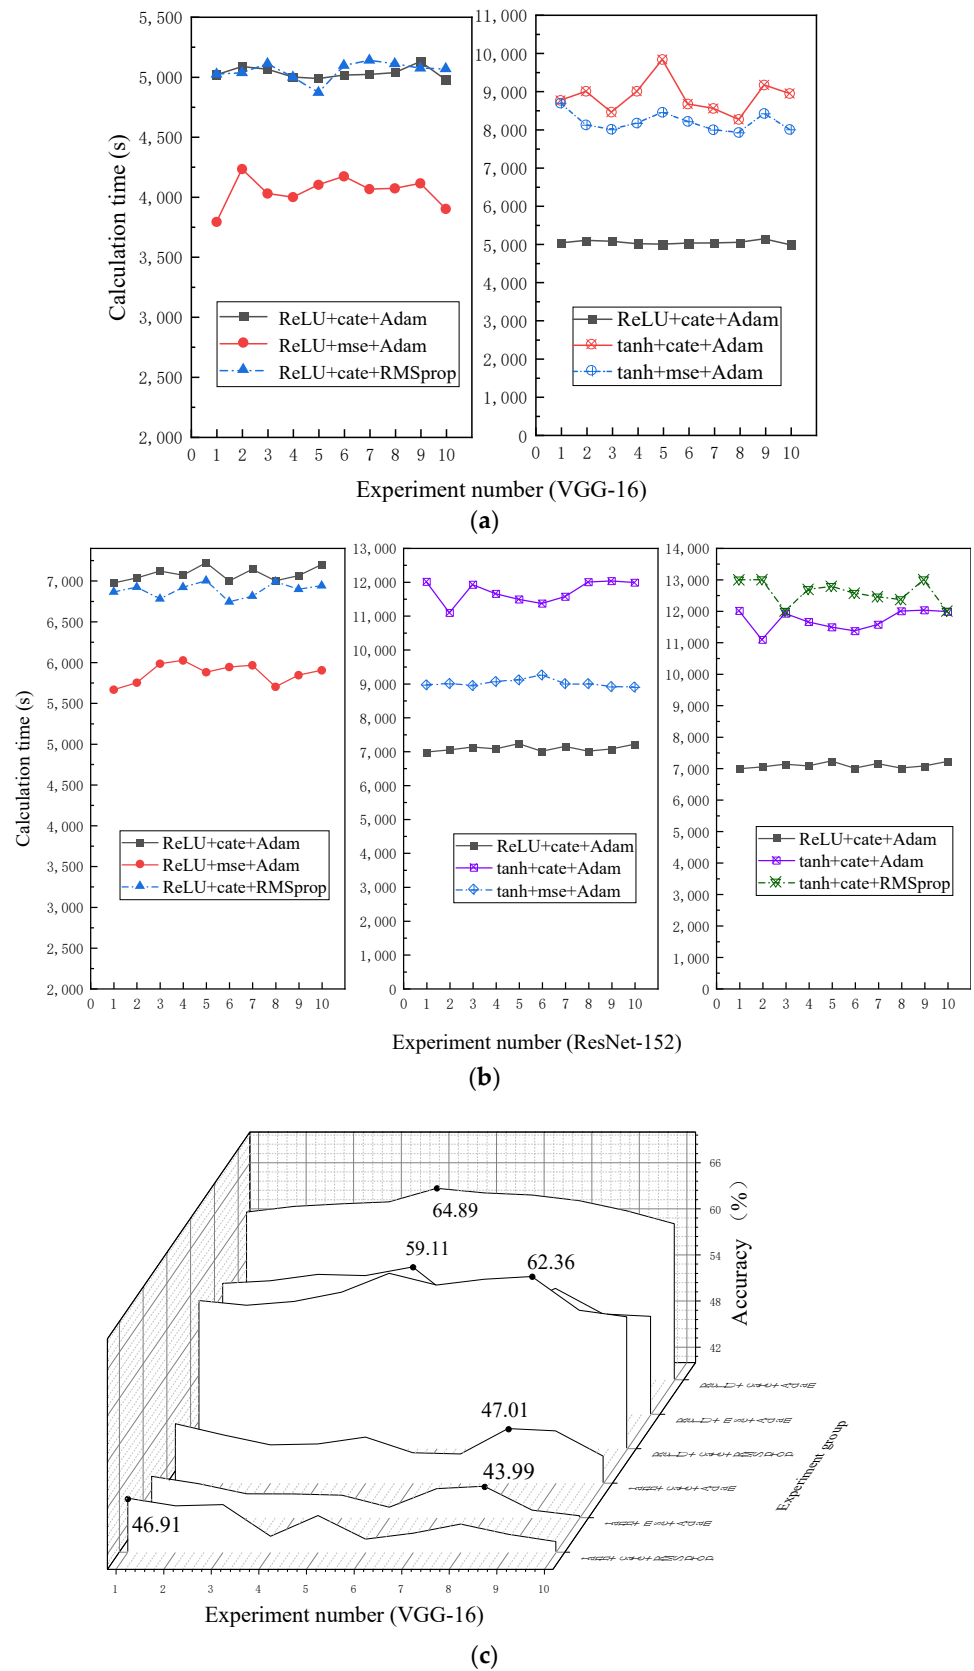 5,500
5,000
4,500
4,000
3,500
3,000
2,500
2,000
0 1 2 3 4 5 6 7 8 9 10
Calculation time (s)
ReLU+cate+Adam
ReLU+mse+Adam
ReLU+cate+RMSprop
11,000
10,000
9,000
8,000
7,000
6,000
5,000
4,000
3,000
2,000
1,000
0
0 1 2 3 4 5 6 7 8 9 10
ReLU+cate+Adam
tanh+cate+Adam
tanh+mse+Adam
Experiment number (VGG-16)
(a)
7,000
6,500
6,000
5,500
5,000
4,500
4,000
3,500
3,000
2,500
2,000
0 1 2 3 4 5 6 7 8 9 10
Calculation time (s)
ReLU+cate+Adam
ReLU+mse+Adam
ReLU+cate+RMSprop
13,000
12,000
11,000
10,000
9,000
8,000
7,000
6,000
5,000
4,000
3,000
2,000
1,000
0
0 1 2 3 4 5 6 7 8 9 10
ReLU+cate+Adam
tanh+cate+Adam
tanh+mse+Adam
14,000
13,000
12,000
11,000
10,000
9,000
8,000
7,000
6,000
5,000
4,000
3,000
2,000
1,000
0
0 1 2 3 4 5 6 7 8 9 10
ReLU+cate+Adam
tanh+cate+Adam
tanh+cate+RMSprop
Experiment number (ResNet-152)
(b)
64.89
59.11
62.36
47.01
43.99
46.91
66
60
54
48
42
Accuracy (%)
Experiment group
1 2 3 4 5 6 7 8 9 10
Experiment number (VGG-16)
(c)